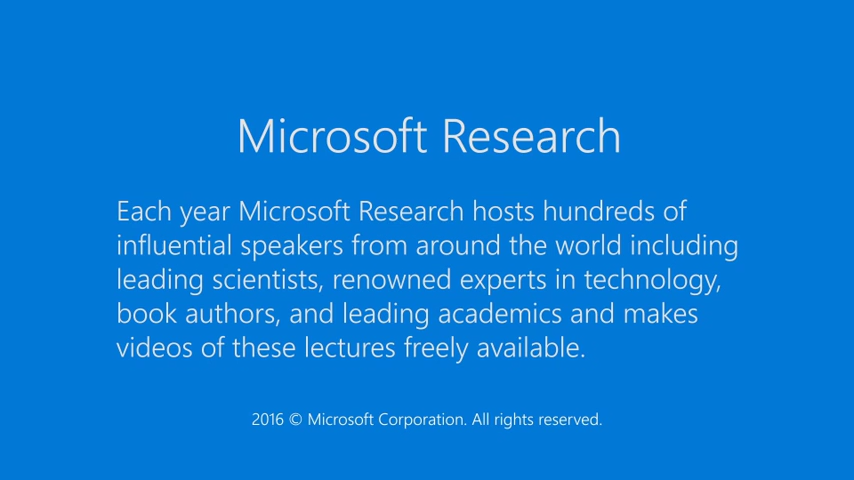 Microsoft Research
Each year Microsoft Research hosts hundreds of
influential speakers from around the world including
leading scientists, renowned experts in technology,
book authors, and leading academics and makes
videos of these lectures freely available.
2016 © Microsoft Corporation. All rights reserved.